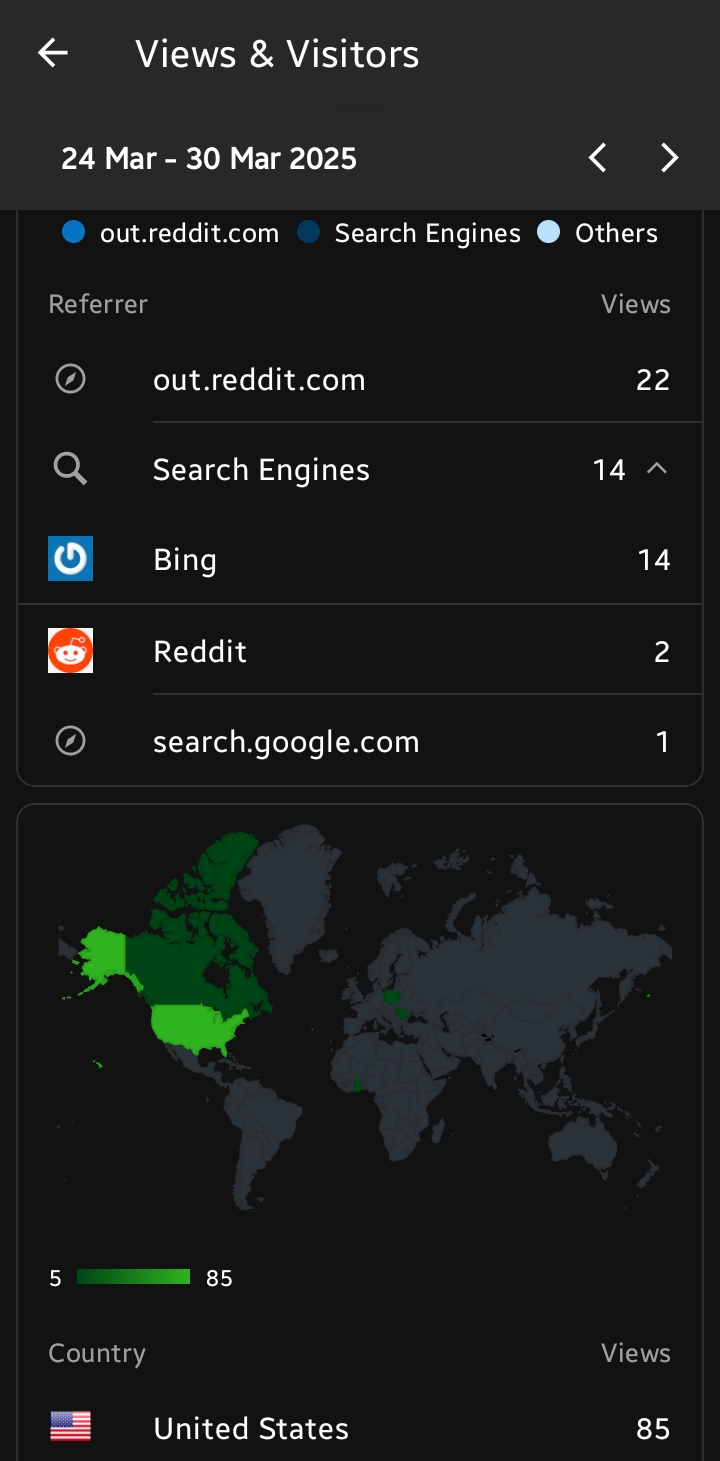 Views & Visitors
24 Mar - 30 Mar 2025
out.reddit.com Search Engines Others
Referrer Views
out.reddit.com 22
Search Engines 14
Bing 14
Reddit 2
search.google.com 1
5 85
Country Views
United States 85